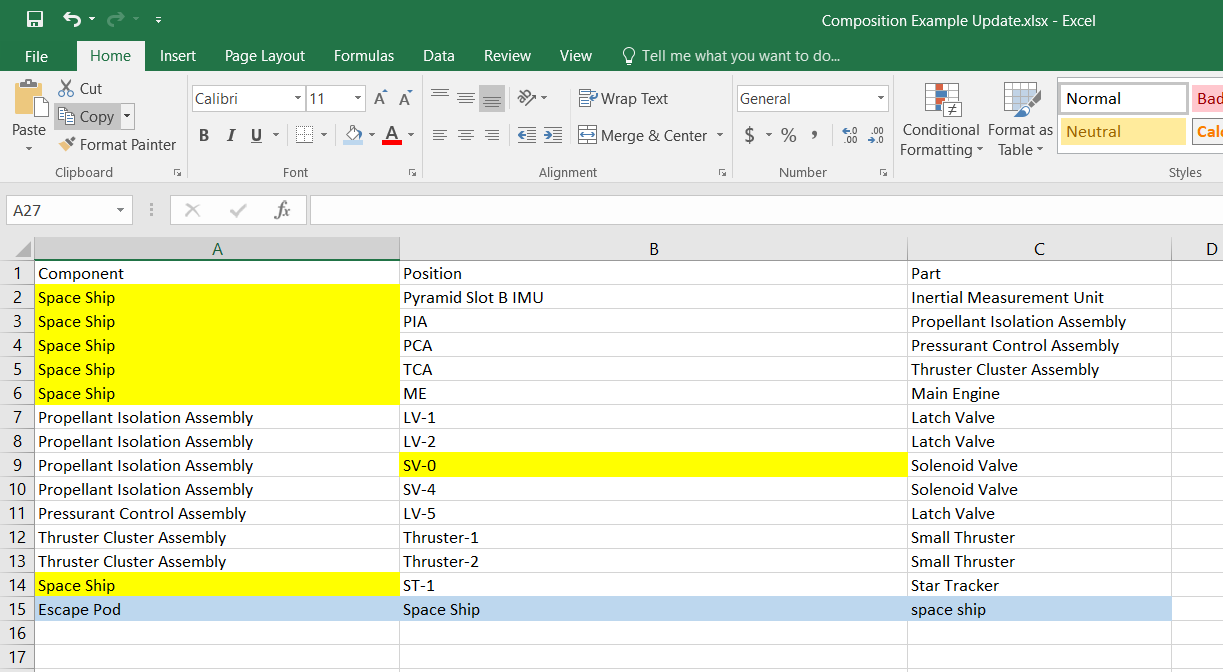 Composition Example Update.xlsx - Excel
File Home Insert Page Layout Formulas Data Review View Tell me what you want to do...
Paste
Cut
Copy
Format Painter
Clipboard
Calibri 11 A A
B I U A
Font
Wrap Text
Merge & Center
Alignment
General
$ % , .00 .00
Number
Conditional Formatting
Format as Table
Normal Bad
Neutral Calc
Styles
A27 fx
A B C D
1 Component Position Part
2 Space Ship Pyramid Slot B IMU Inertial Measurement Unit
3 Space Ship PIA Propellant Isolation Assembly
4 Space Ship PCA Pressurant Control Assembly
5 Space Ship TCA Thruster Cluster Assembly
6 Space Ship ME Main Engine
7 Propellant Isolation Assembly LV-1 Latch Valve
8 Propellant Isolation Assembly LV-2 Latch Valve
9 Propellant Isolation Assembly SV-0 Solenoid Valve
10 Propellant Isolation Assembly SV-4 Solenoid Valve
11 Pressurant Control Assembly LV-5 Latch Valve
12 Thruster Cluster Assembly Thruster-1 Small Thruster
13 Thruster Cluster Assembly Thruster-2 Small Thruster
14 Space Ship ST-1 Star Tracker
15 Escape Pod Space Ship space ship
16
17